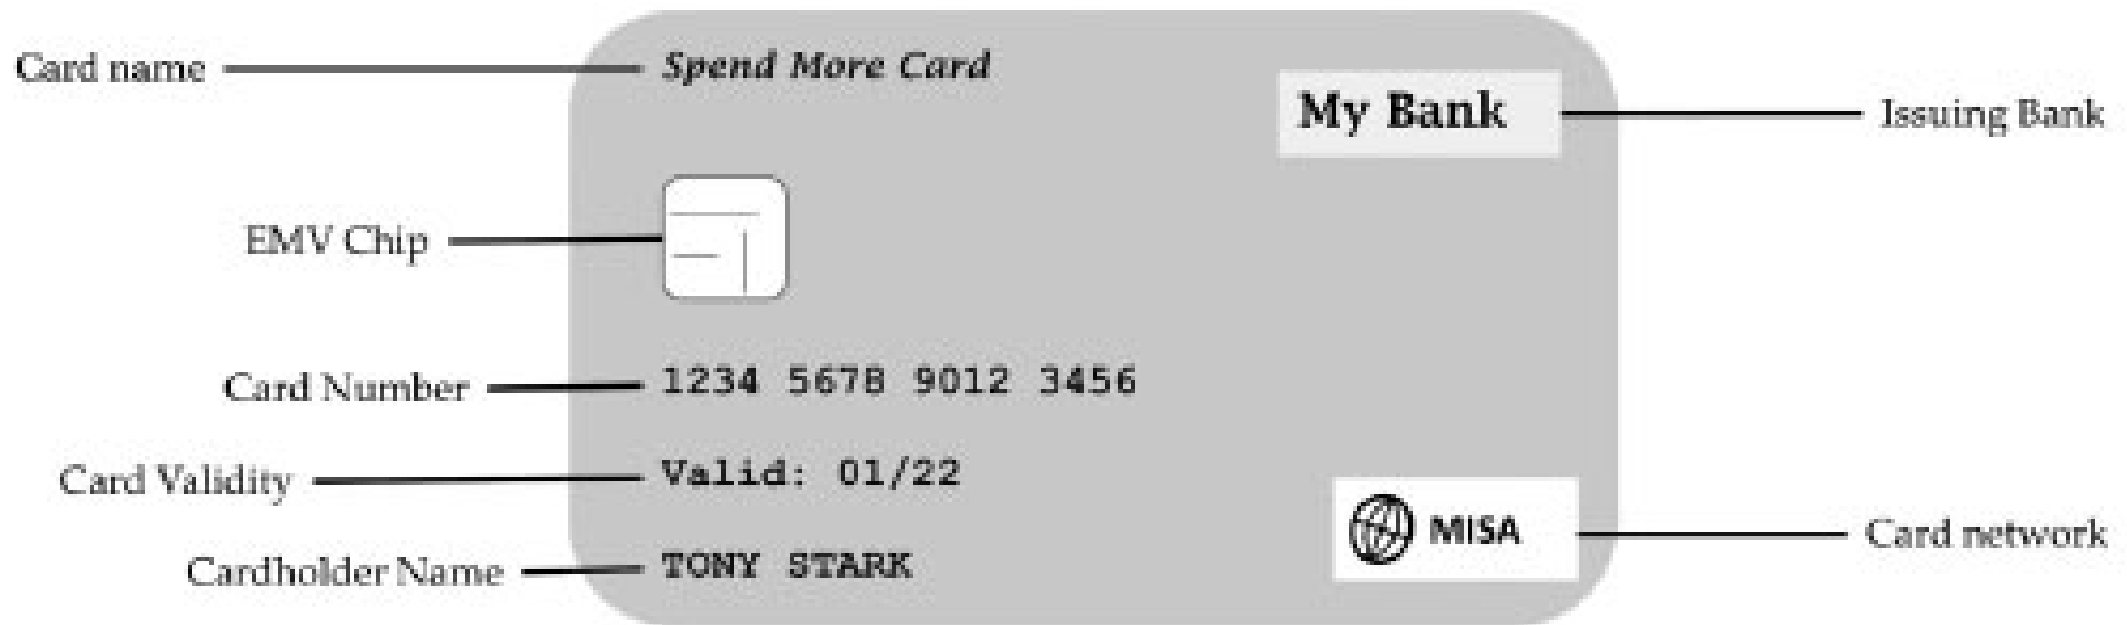 Card name
Spend More Card
My Bank
Issuing Bank
EMV Chip
Card Number
1234 5678 9012 3456
Card Validity
Valid: 01/22
MISA
Card network
Cardholder Name
TONY STARK